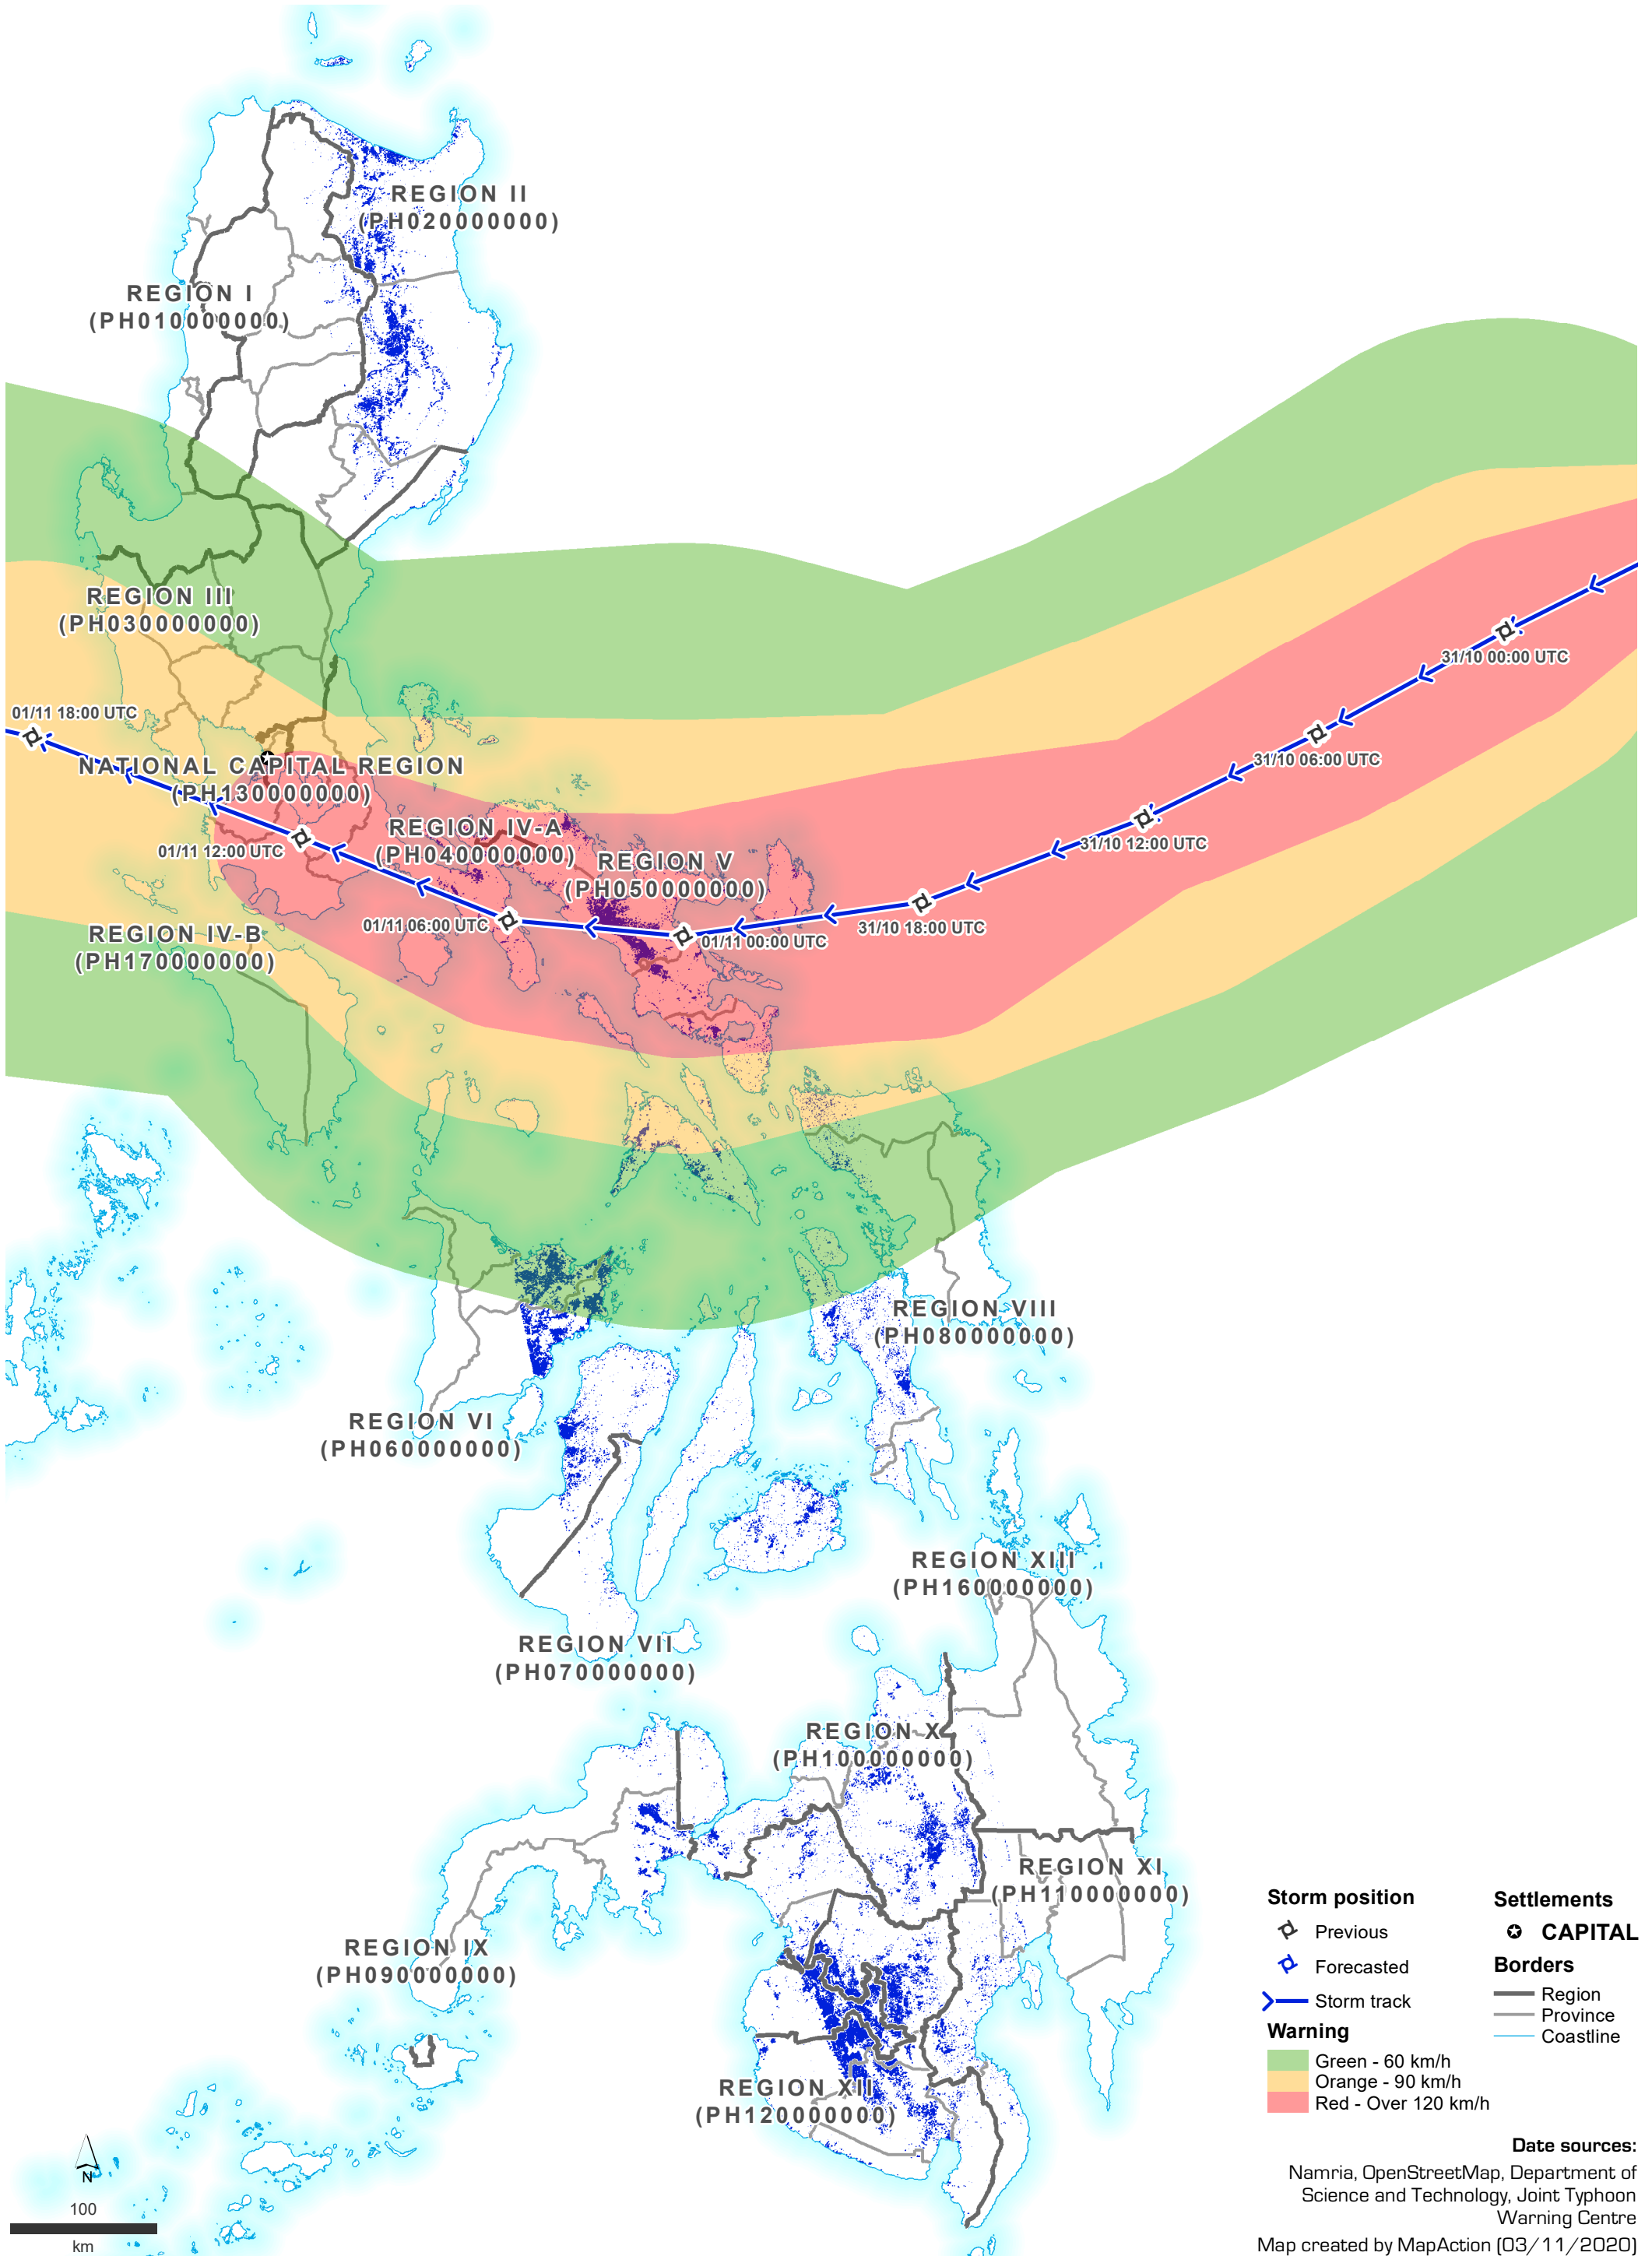 REGION II
(PH020000000)
REGION I
(PH010000000)
REGION III
(PH030000000)
31/10 00:00 UTC
01/11 18:00 UTC
31/10 06:00 UTC
NATIONAL CAPITAL REGION
(PH130000000)
REGION IV-A
(PH040000000)
31/10 12:00 UTC
01/11 12:00 UTC
REGION V
(PH050000000)
01/11 06:00 UTC
31/10 18:00 UTC
01/11 00:00 UTC
REGION IV-B
(PH170000000)
REGION VIII
(PH080000000)
REGION VI
(PH060000000)
REGION XIII
(PH160000000)
REGION VII
(PH070000000)
REGION X
(PH100000000)
REGION XI
(PH110000000)
REGION IX
(PH090000000)
REGION XII
(PH120000000)
Storm position
Previous
Forecasted
Storm track
Warning
Green - 60 km/h
Orange - 90 km/h
Red - Over 120 km/h
Settlements
CAPITAL
Borders
Region
Province
Coastline
N
100
km
Date sources:
Namria, OpenStreetMap, Department of
Science and Technology, Joint Typhoon
Warning Centre
Map created by MapAction (03/11/2020)